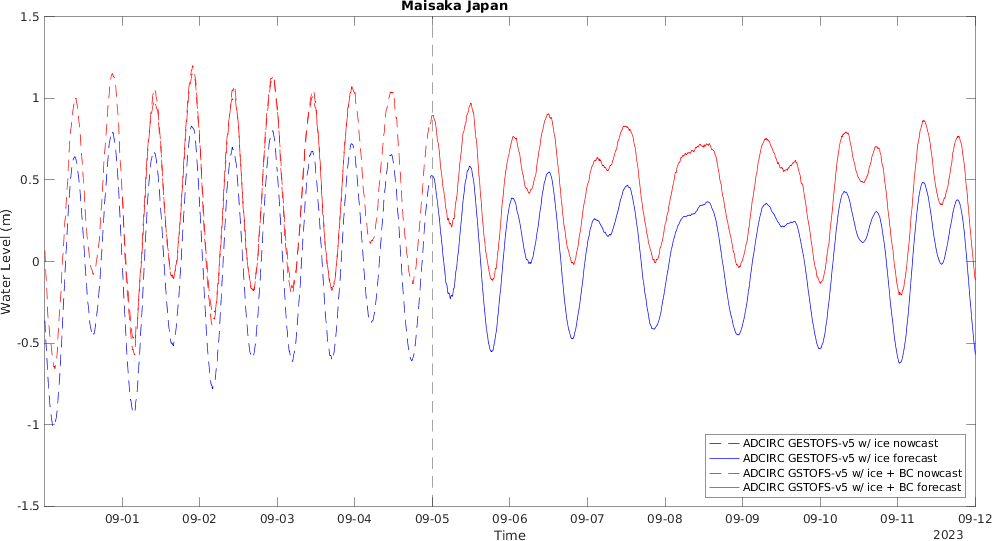 Maisaka Japan
1.5
1
0.5
0
-0.5
-1
-1.5
Water Level (m)
ADCIRC GESTOFS-v5 w/ ice nowcast
ADCIRC GESTOFS-v5 w/ ice forecast
ADCIRC GSTOFS-v5 w/ ice + BC nowcast
ADCIRC GSTOFS-v5 w/ ice + BC forecast
09-01 09-02 09-03 09-04 09-05 09-06 09-07 09-08 09-09 09-10 09-11 09-12
Time
2023